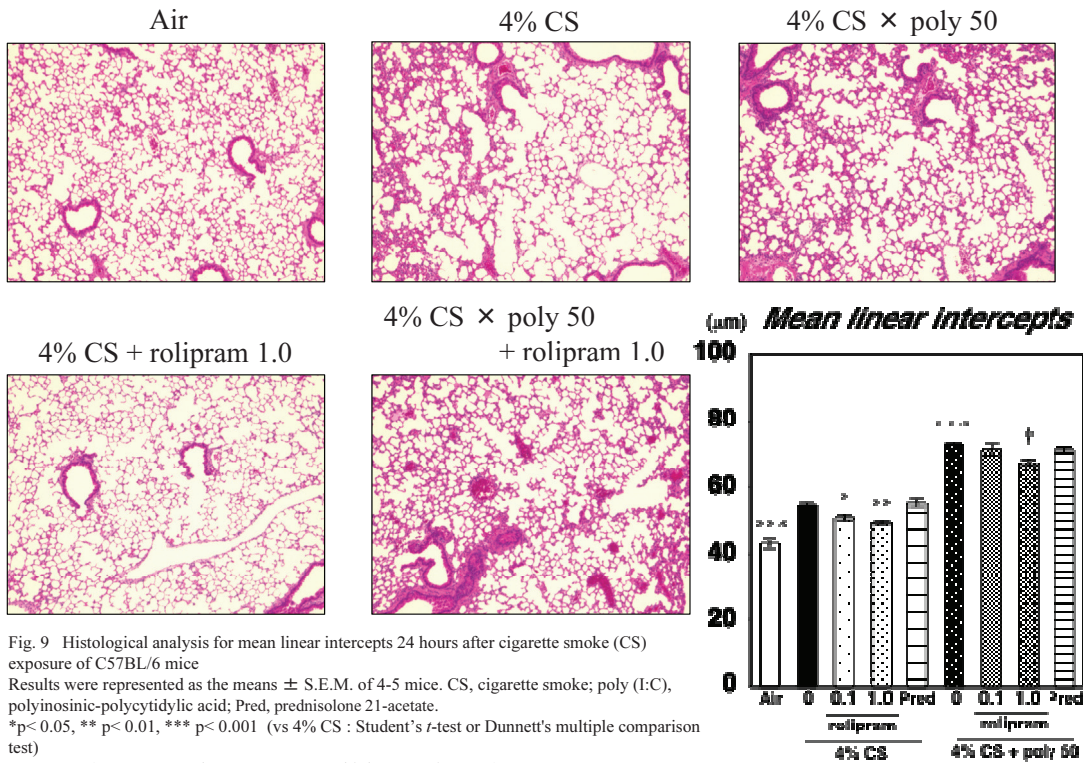 Air
4% CS
4% CS × poly 50
4% CS + rolipram 1.0
4% CS × poly 50
+ rolipram 1.0
(μm) Mean linear intercepts
100
80
60
40
20
0
***
*
**
***
†
Air 0 0.1 1.0 Pred 0 0.1 1.0 Pred
rolipram rolipram
4% CS 4% CS + poly 50
Fig. 9 Histological analysis for mean linear intercepts 24 hours after cigarette smoke (CS)
exposure of C57BL/6 mice
Results were represented as the means ± S.E.M. of 4-5 mice. CS, cigarette smoke; poly (I:C),
polyinosinic-polycytidylic acid; Pred, prednisolone 21-acetate.
*p< 0.05, ** p< 0.01, *** p< 0.001 (vs 4% CS : Student's t-test or Dunnett's multiple comparison
test)